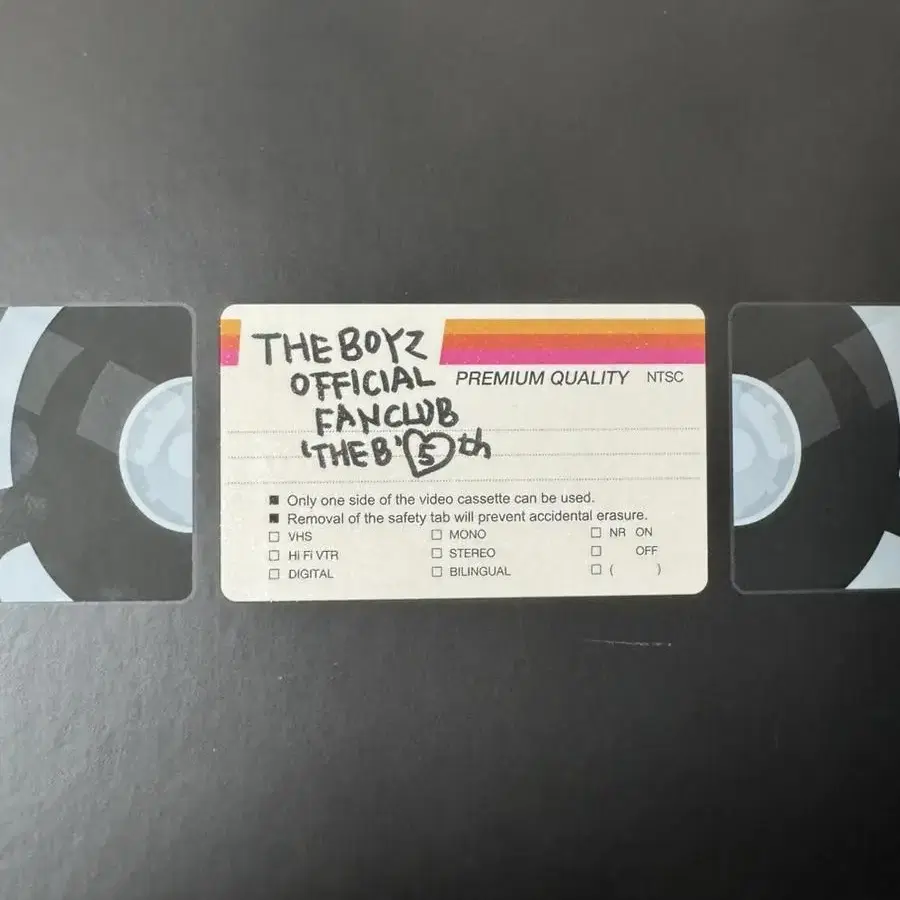 THE BOYZ
OFFICIAL
FANCLUB
'THE B' 5th
PREMIUM QUALITY NTSC
■ Only one side of the video cassette can be used.
■ Removal of the safety tab will prevent accidental erasure.
□ VHS □ MONO □ NR ON
□ Hi Fi VTR □ STEREO □ OFF
□ DIGITAL □ BILINGUAL □ ( )